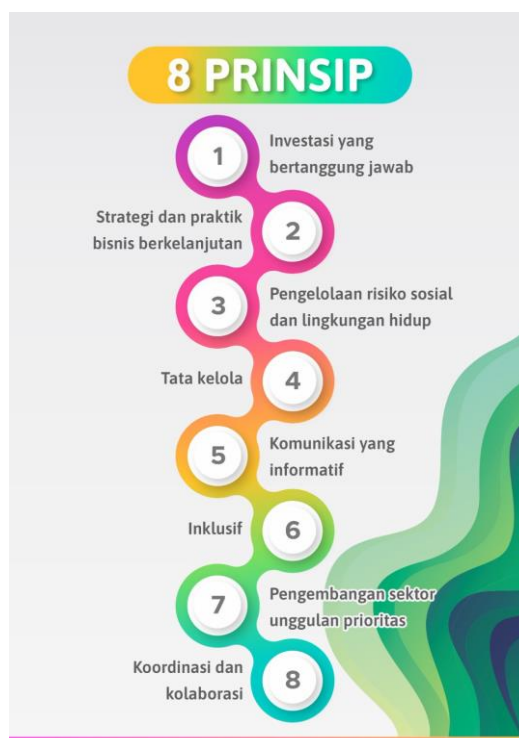 8 PRINSIP
1
Investasi yang
bertanggung jawab
Strategi dan praktik
bisnis berkelanjutan
2
3
Pengelolaan risiko sosial
dan lingkungan hidup
Tata kelola
4
5
Komunikasi yang
informatif
Inklusif
6
7
Pengembangan sektor
unggulan prioritas
Koordinasi dan
kolaborasi
8